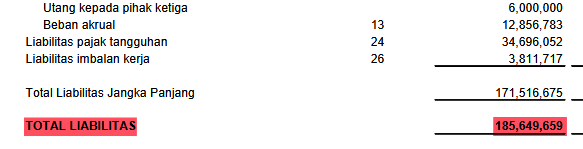 Utang kepada pihak ketiga 6,000,000
Beban akrual 13 12,856,783
Liabilitas pajak tangguhan 24 34,696,052
Liabilitas imbalan kerja 26 3,811,717
Total Liabilitas Jangka Panjang 171,516,675
TOTAL LIABILITAS 185,649,659